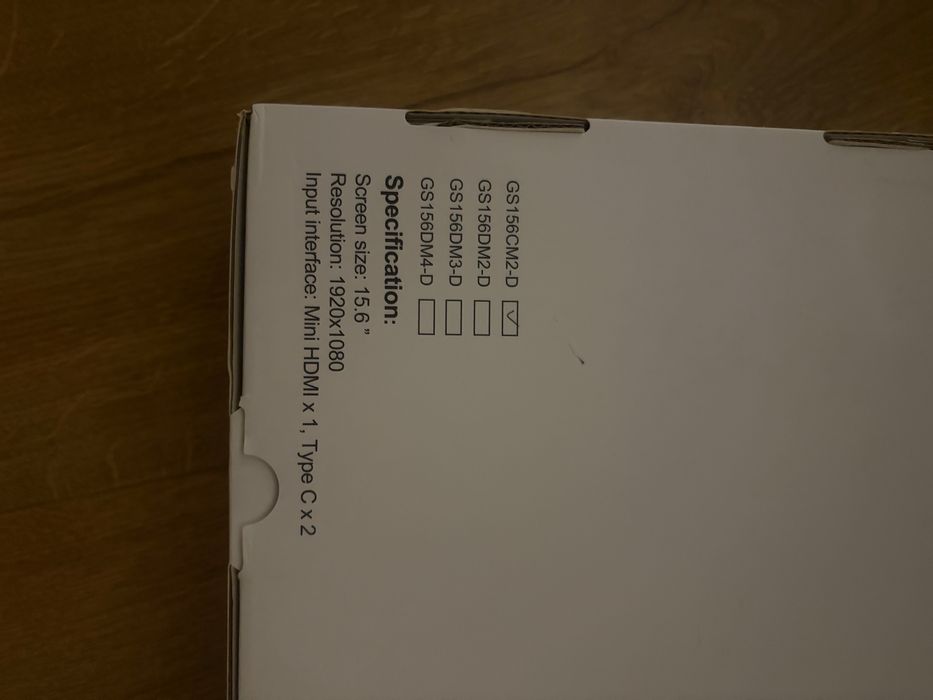 GS156CM2-D ☑
GS156DM2-D ☐
GS156DM3-D ☐
GS156DM4-D ☐
Specification:
Screen size: 15.6 ”
Resolution: 1920x1080
Input interface: Mini HDMI x 1, Type C x 2